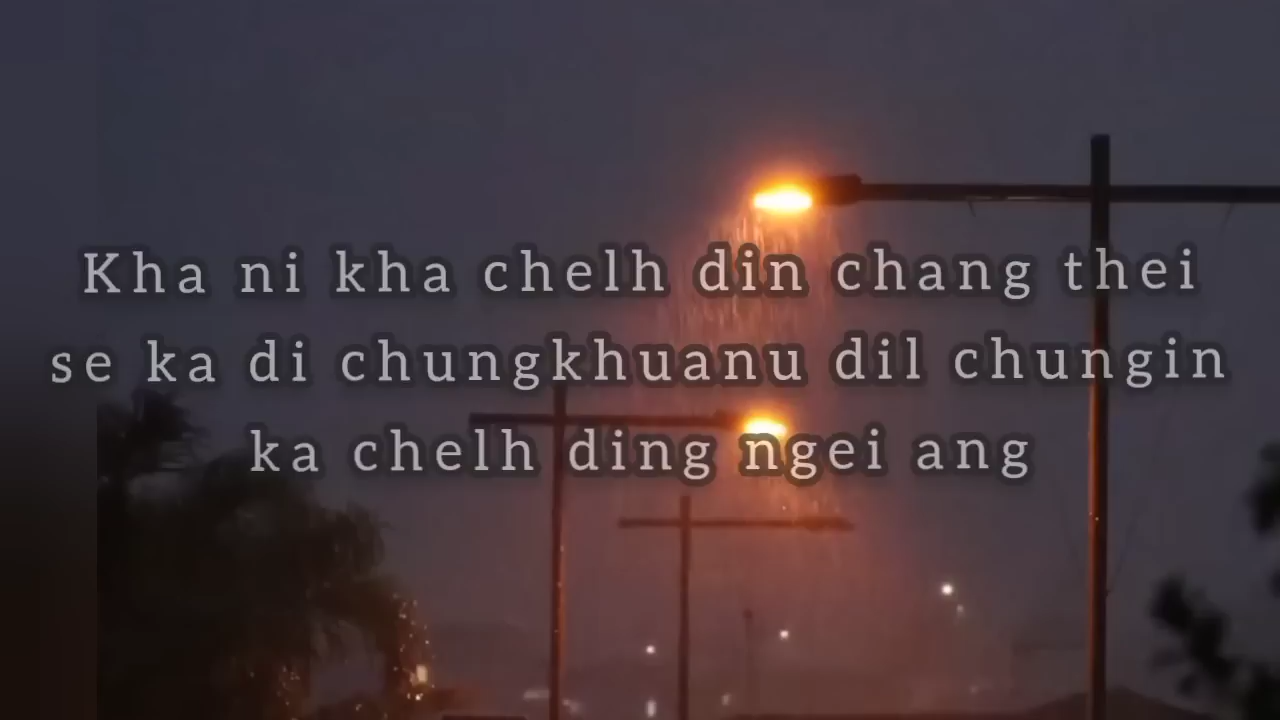 Kha ni kha chelh din chang thei
se ka di chungkhuanu dil chungin
ka chelh ding ngei ang